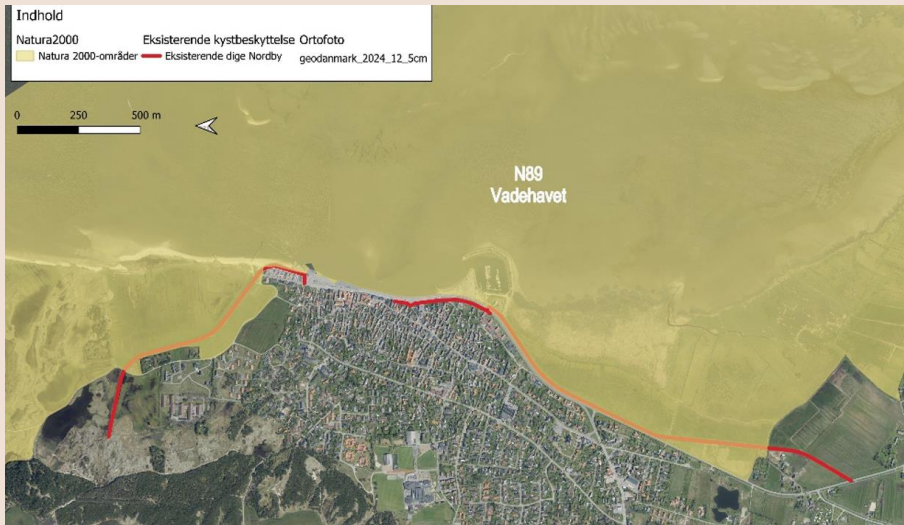 Indhold
Natura2000
Natura 2000-områder
Eksisterende kystbeskyttelse
Eksisterende dige Nordby
Ortofoto
geodanmark_2024_12_5cm
0 250 500 m
N89
Vadehavet